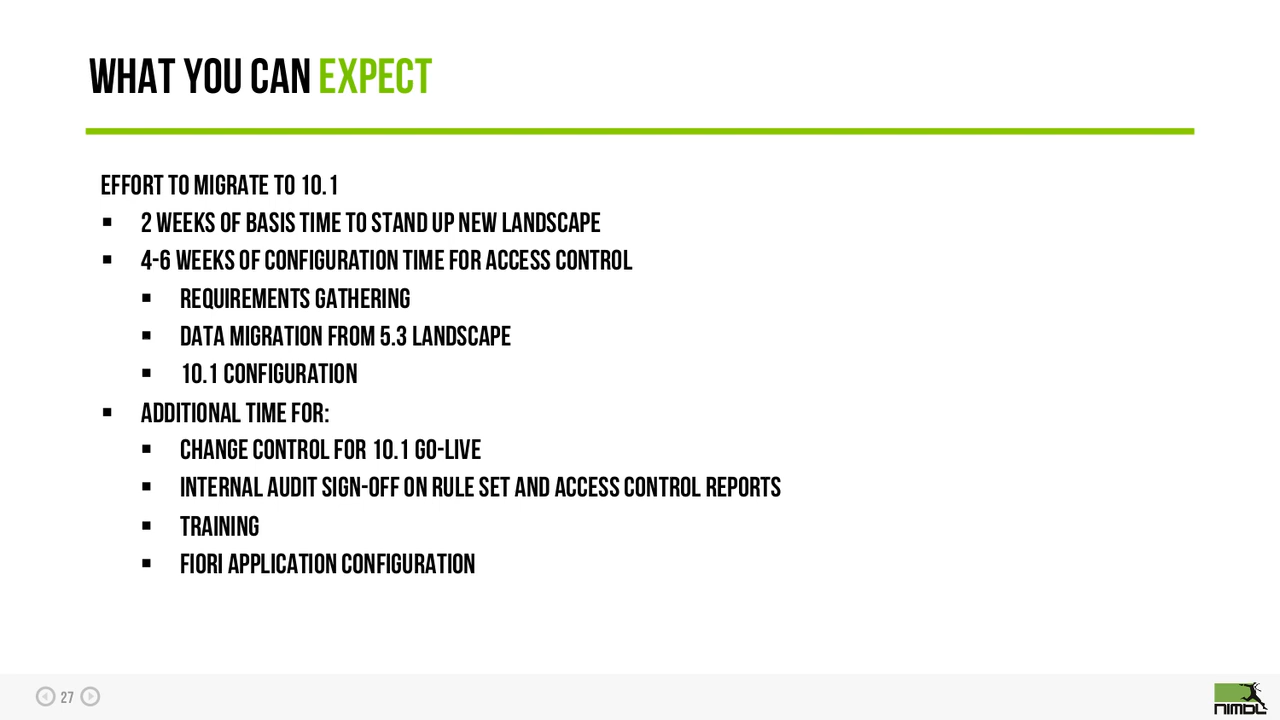 WHAT YOU CAN EXPECT
EFFORT TO MIGRATE TO 10.1
▪ 2 WEEKS OF BASIS TIME TO STAND UP NEW LANDSCAPE
▪ 4-6 WEEKS OF CONFIGURATION TIME FOR ACCESS CONTROL
▪ REQUIREMENTS GATHERING
▪ DATA MIGRATION FROM 5.3 LANDSCAPE
▪ 10.1 CONFIGURATION
▪ ADDITIONAL TIME FOR:
▪ CHANGE CONTROL FOR 10.1 GO-LIVE
▪ INTERNAL AUDIT SIGN-OFF ON RULE SET AND ACCESS CONTROL REPORTS
▪ TRAINING
▪ FIORI APPLICATION CONFIGURATION
27
NIMBL